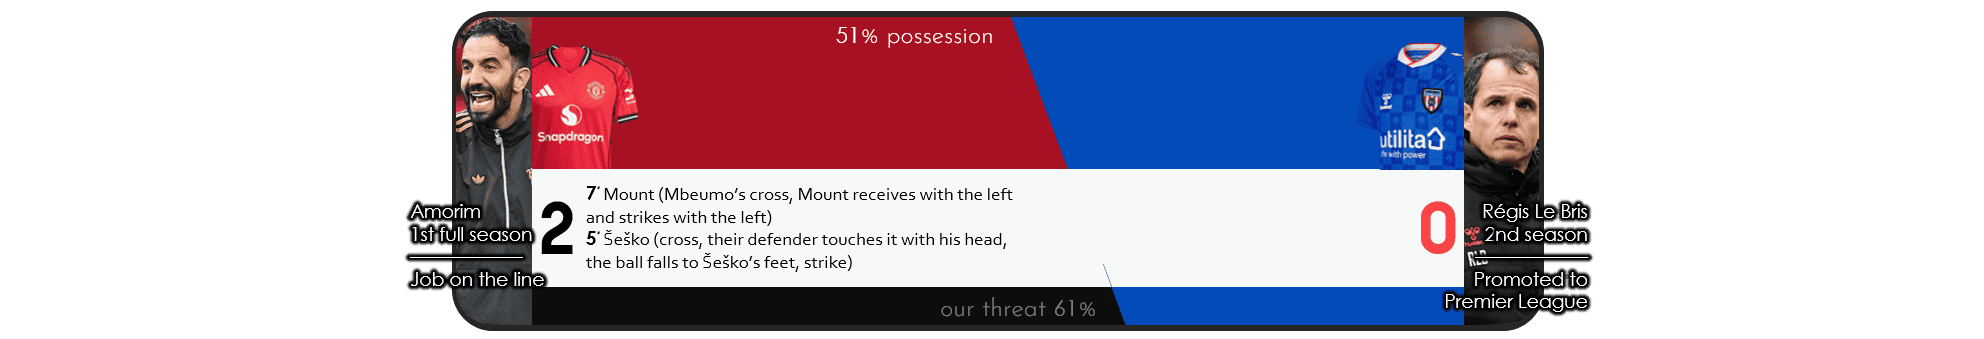 51% possession
Snapdragon
utilita
life with power
7' Mount (Mbeumo's cross, Mount receives with the left
and strikes with the left)
5' Šeško (cross, their defender touches it with his head,
the ball falls to Šeško's feet, strike)
2
0
Amorim
1st full season
Job on the line
Régis Le Bris
2nd season
RLB
Promoted to
Premier League
our threat 61%